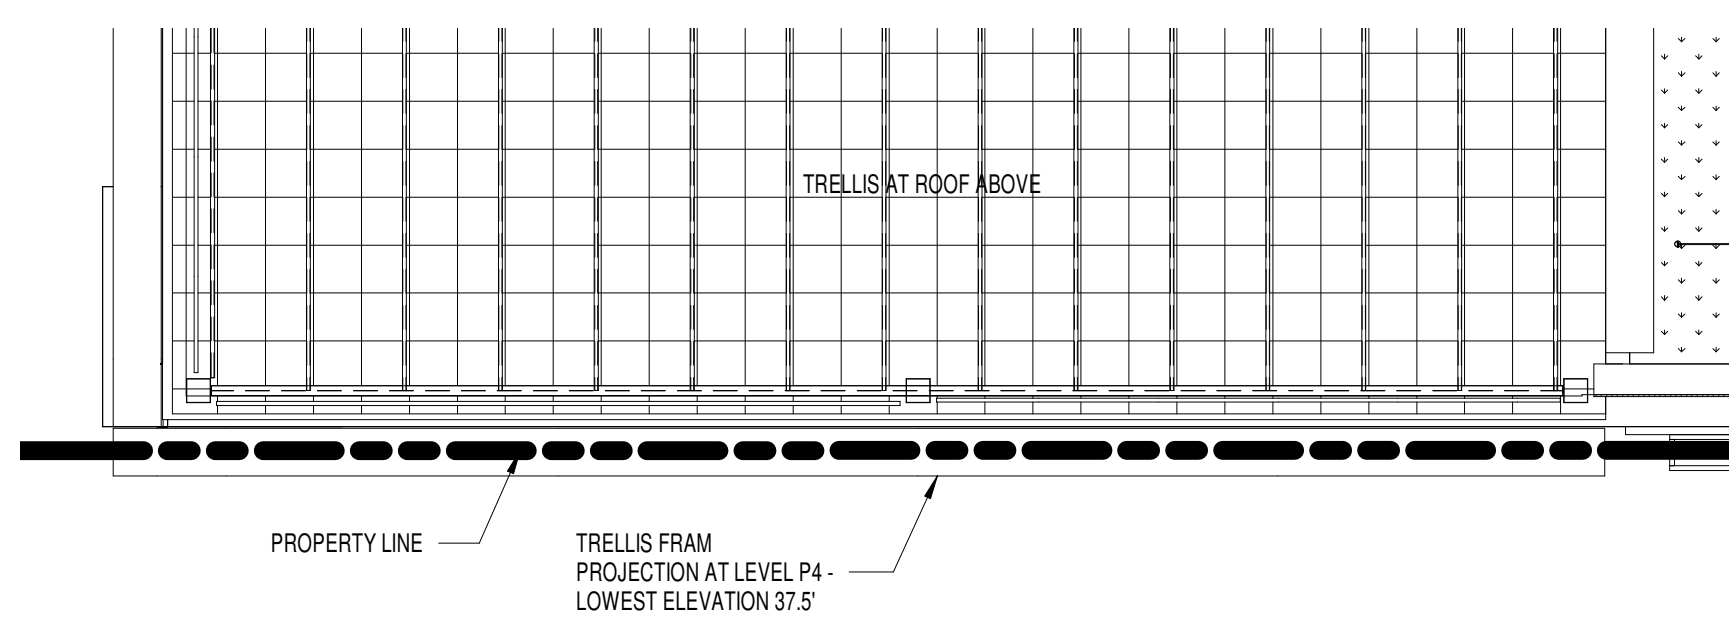 TRELLIS AT ROOF ABOVE
PROPERTY LINE
TRELLIS FRAM
PROJECTION AT LEVEL P4 -
LOWEST ELEVATION 37.5'